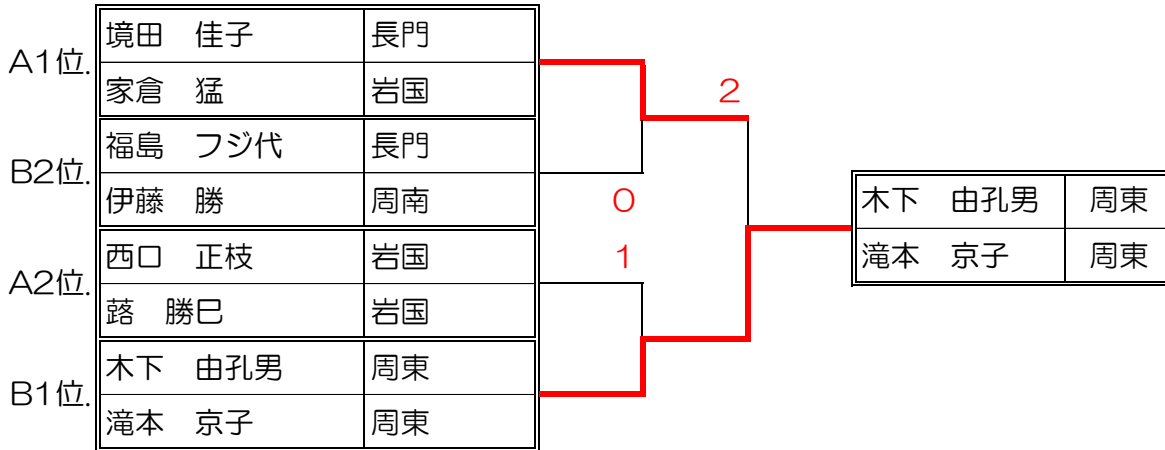 A1位.
境田 佳子 長門
家倉 猛 岩国
B2位.
福島 フジ代 長門
伊藤 勝 周南
A2位.
西口 正枝 岩国
蕗 勝巳 岩国
B1位.
木下 由孔男 周東
滝本 京子 周東
2
0
1
木下 由孔男 周東
滝本 京子 周東